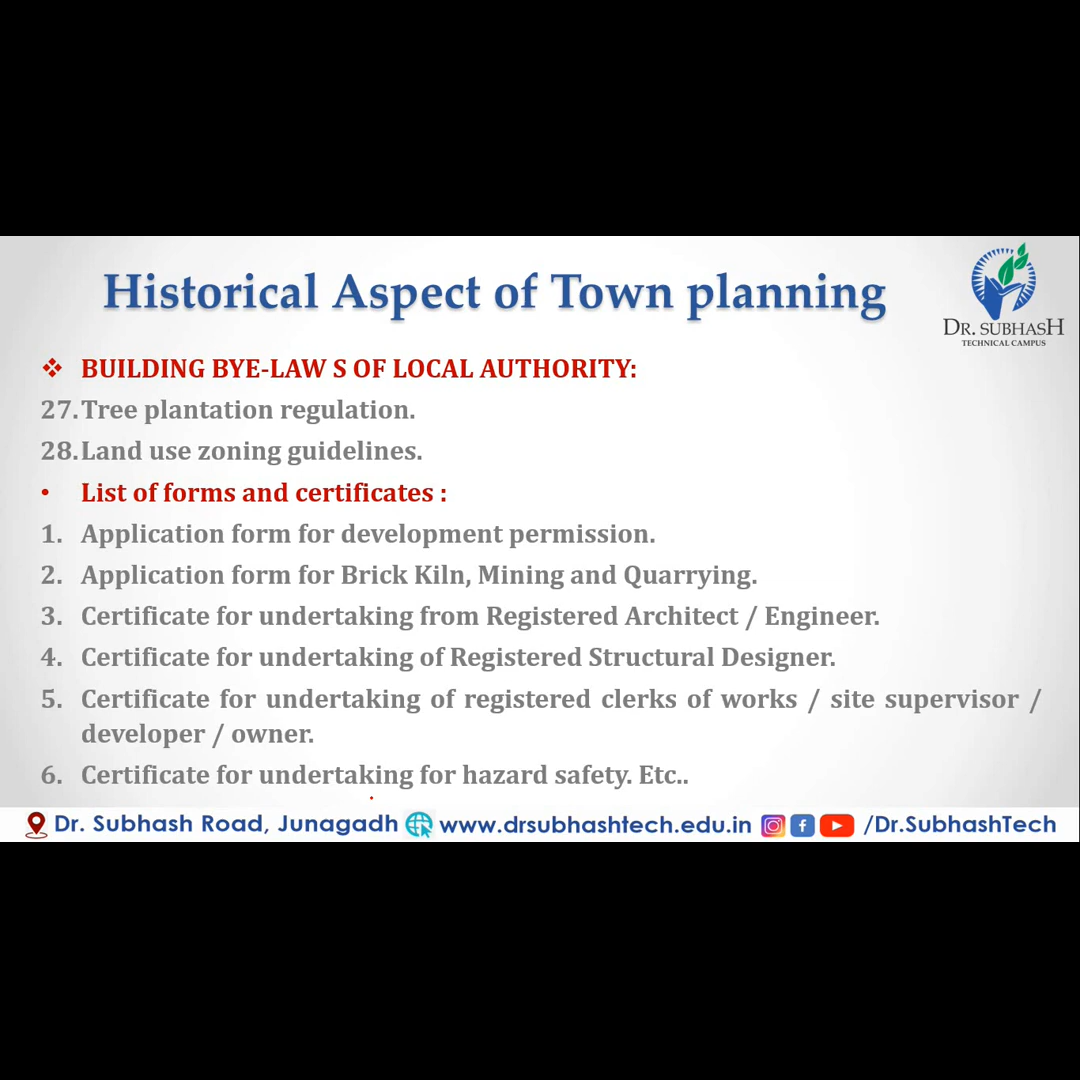 Historical Aspect of Town planning
DR. SUBHASH
TECHNICAL CAMPUS
❖ BUILDING BYE-LAW S OF LOCAL AUTHORITY:
27. Tree plantation regulation.
28. Land use zoning guidelines.
• List of forms and certificates :
1. Application form for development permission.
2. Application form for Brick Kiln, Mining and Quarrying.
3. Certificate for undertaking from Registered Architect / Engineer.
4. Certificate for undertaking of Registered Structural Designer.
5. Certificate for undertaking of registered clerks of works / site supervisor /
developer / owner.
6. Certificate for undertaking for hazard safety. Etc..
Dr. Subhash Road, Junagadh www.drsubhashtech.edu.in /Dr.SubhashTech